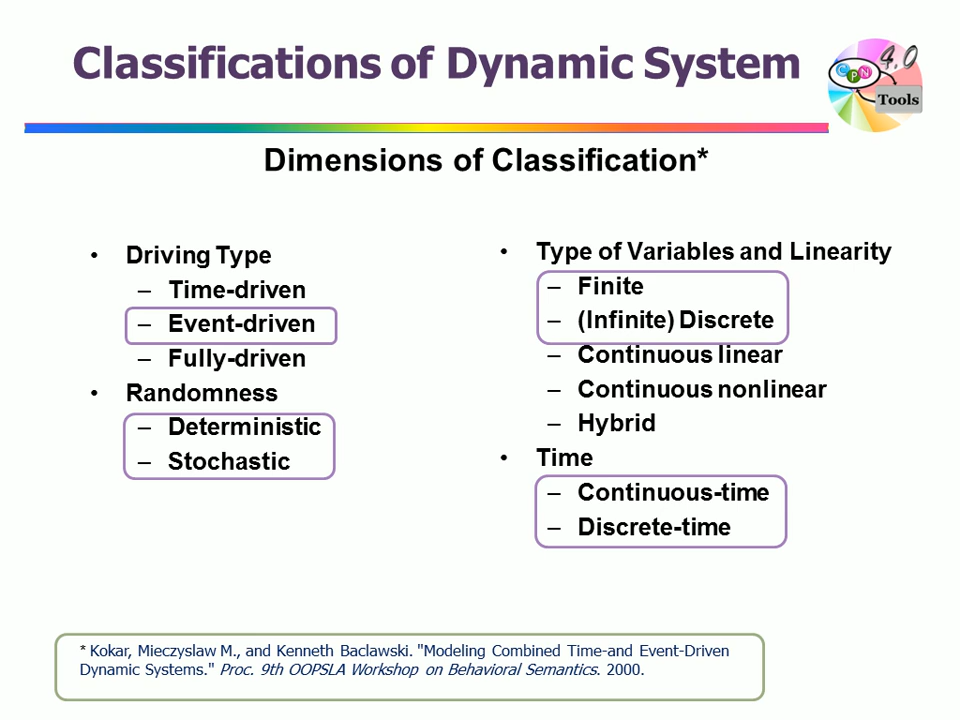 Classifications of Dynamic System
4.0
CPN
Tools
Dimensions of Classification*
• Driving Type
– Time-driven
– Event-driven
– Fully-driven
• Randomness
– Deterministic
– Stochastic
• Type of Variables and Linearity
– Finite
– (Infinite) Discrete
– Continuous linear
– Continuous nonlinear
– Hybrid
• Time
– Continuous-time
– Discrete-time
* Kokar, Mieczyslaw M., and Kenneth Baclawski. "Modeling Combined Time-and Event-Driven
Dynamic Systems." Proc. 9th OOPSLA Workshop on Behavioral Semantics. 2000.